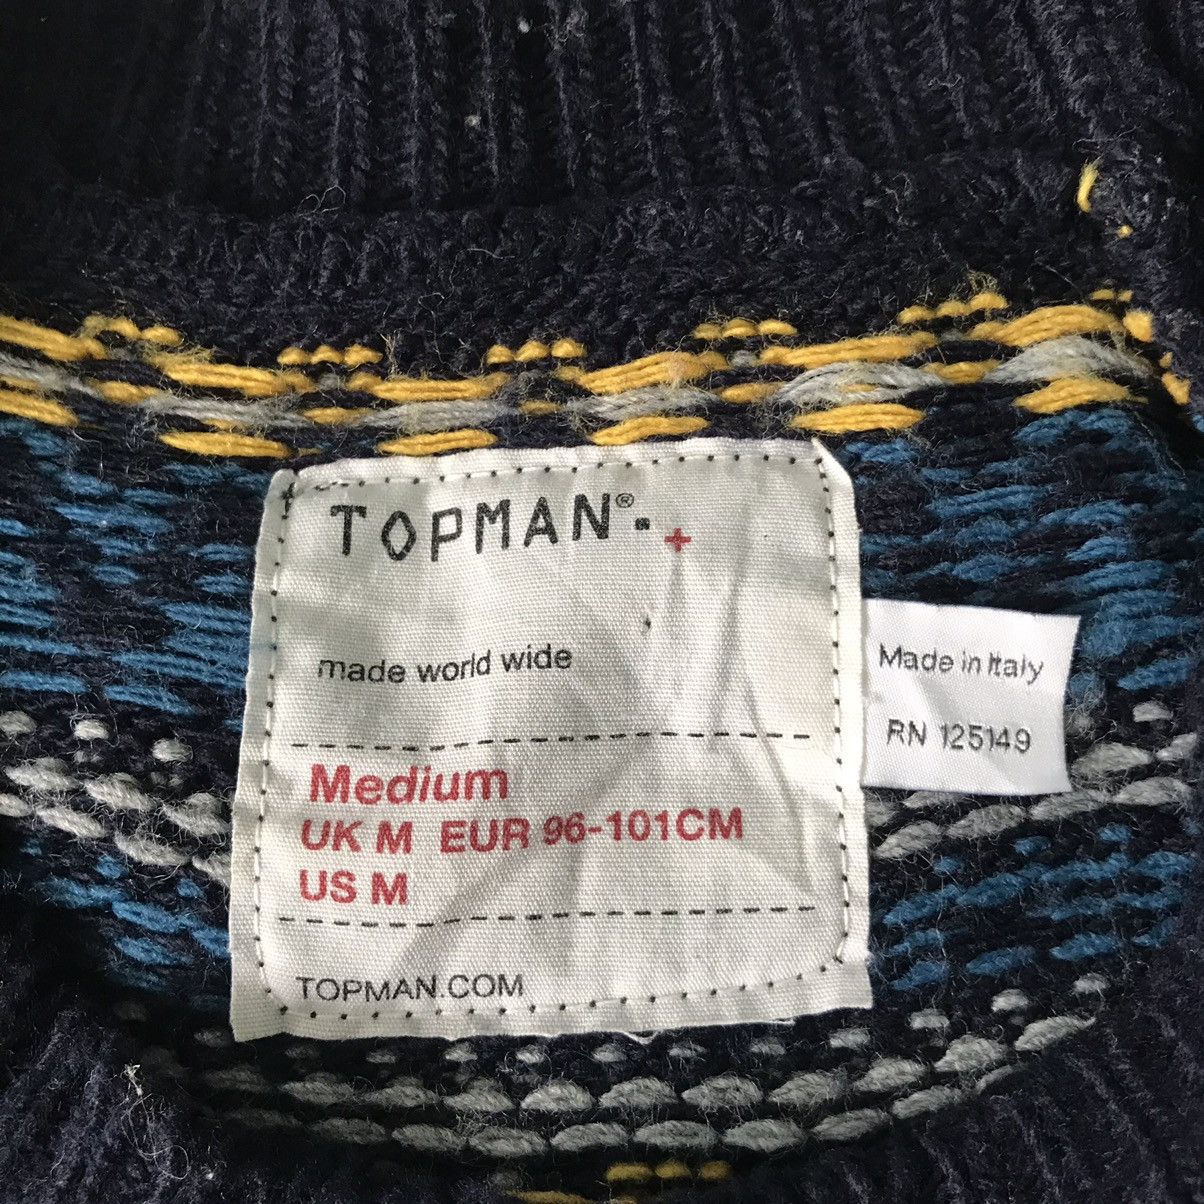 TOPMAN®.+
made world wide
Medium
UK M EUR 96-101CM
US M
TOPMAN.COM
Made in Italy
RN 125149